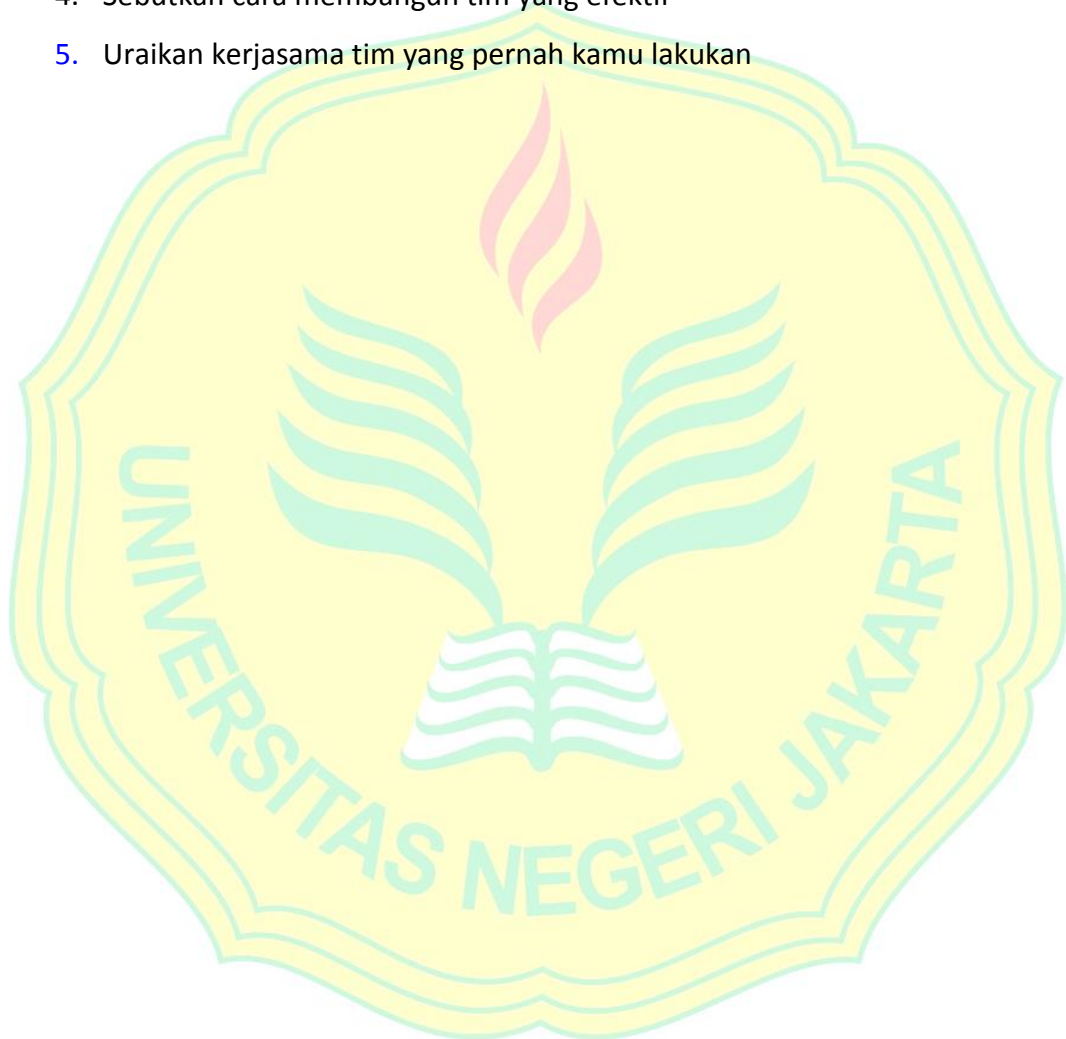 4. Sebutkan cara membangun tim yang efektif
5. Uraikan kerjasama tim yang pernah kamu lakukan
UNIVERSITAS NEGERI JAKARTA